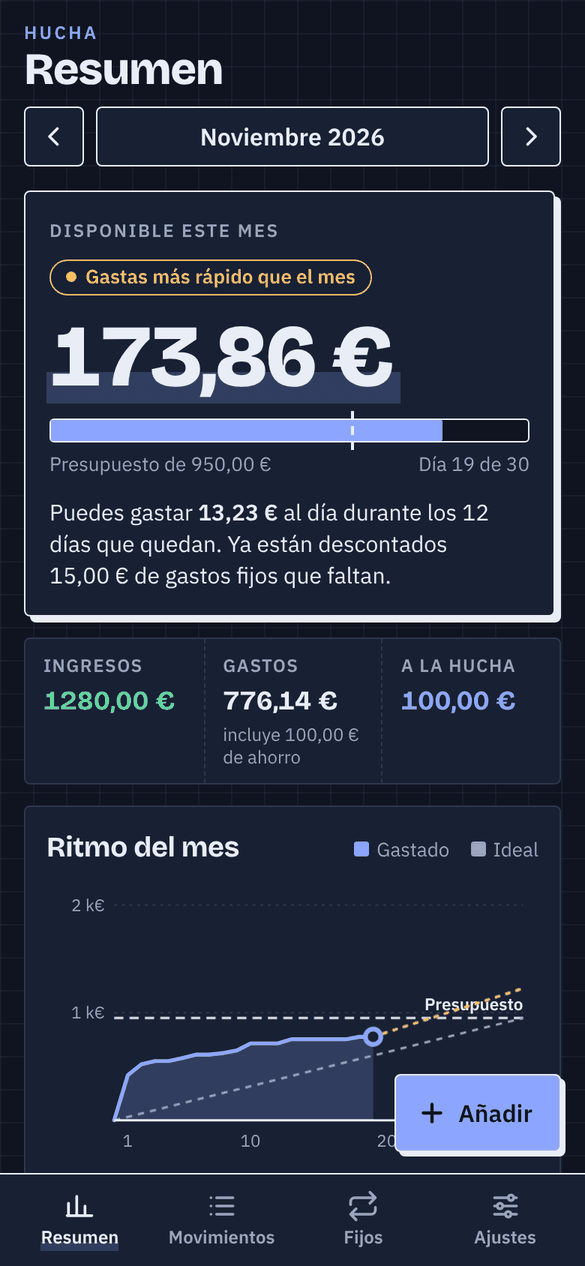 HUCHA
Resumen
Noviembre 2026
DISPONIBLE ESTE MES
Gastas más rápido que el mes
173,86 €
Presupuesto de 950,00 €
Día 19 de 30
Puedes gastar 13,23 € al día durante los 12
días que quedan. Ya están descontados
15,00 € de gastos fijos que faltan.
INGRESOS
1280,00 €
GASTOS
776,14 €
incluye 100,00 €
de ahorro
A LA HUCHA
100,00 €
Ritmo del mes
Gastado
Ideal
2 k€
Presupuesto
1 k€
1
10
20
Añadir
Resumen
Movimientos
Fijos
Ajustes